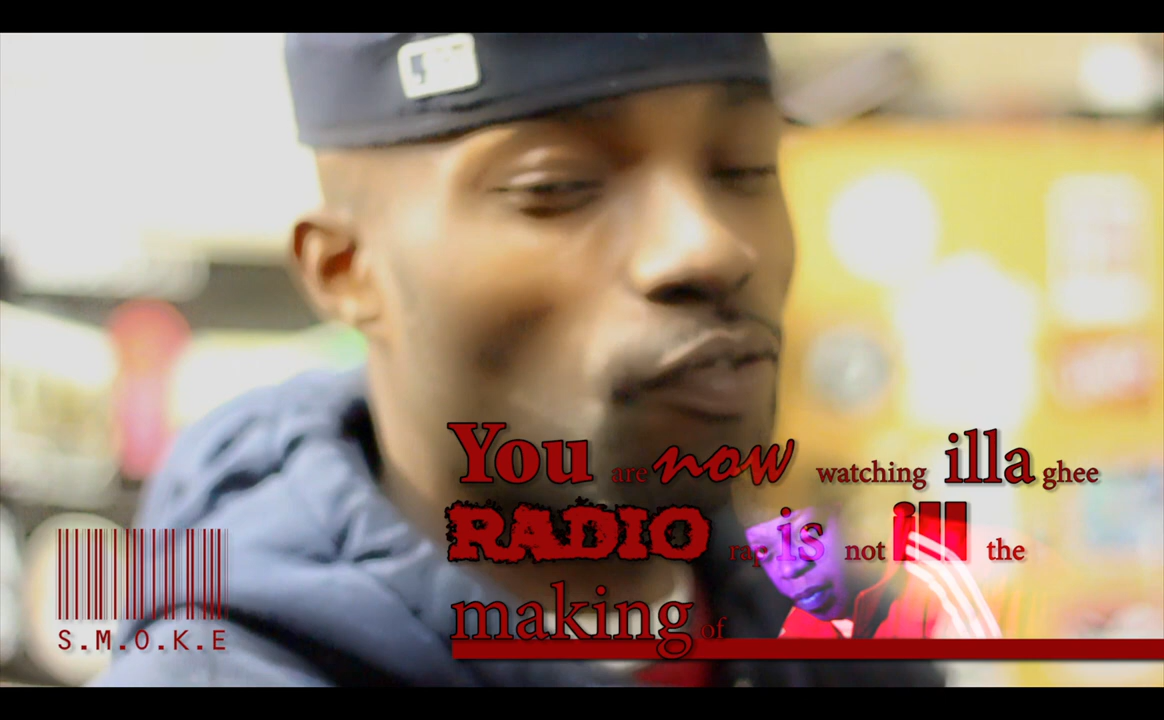 You are now watching illa ghee
RADIO rap is not ill the
making of
S.M.O.K.E